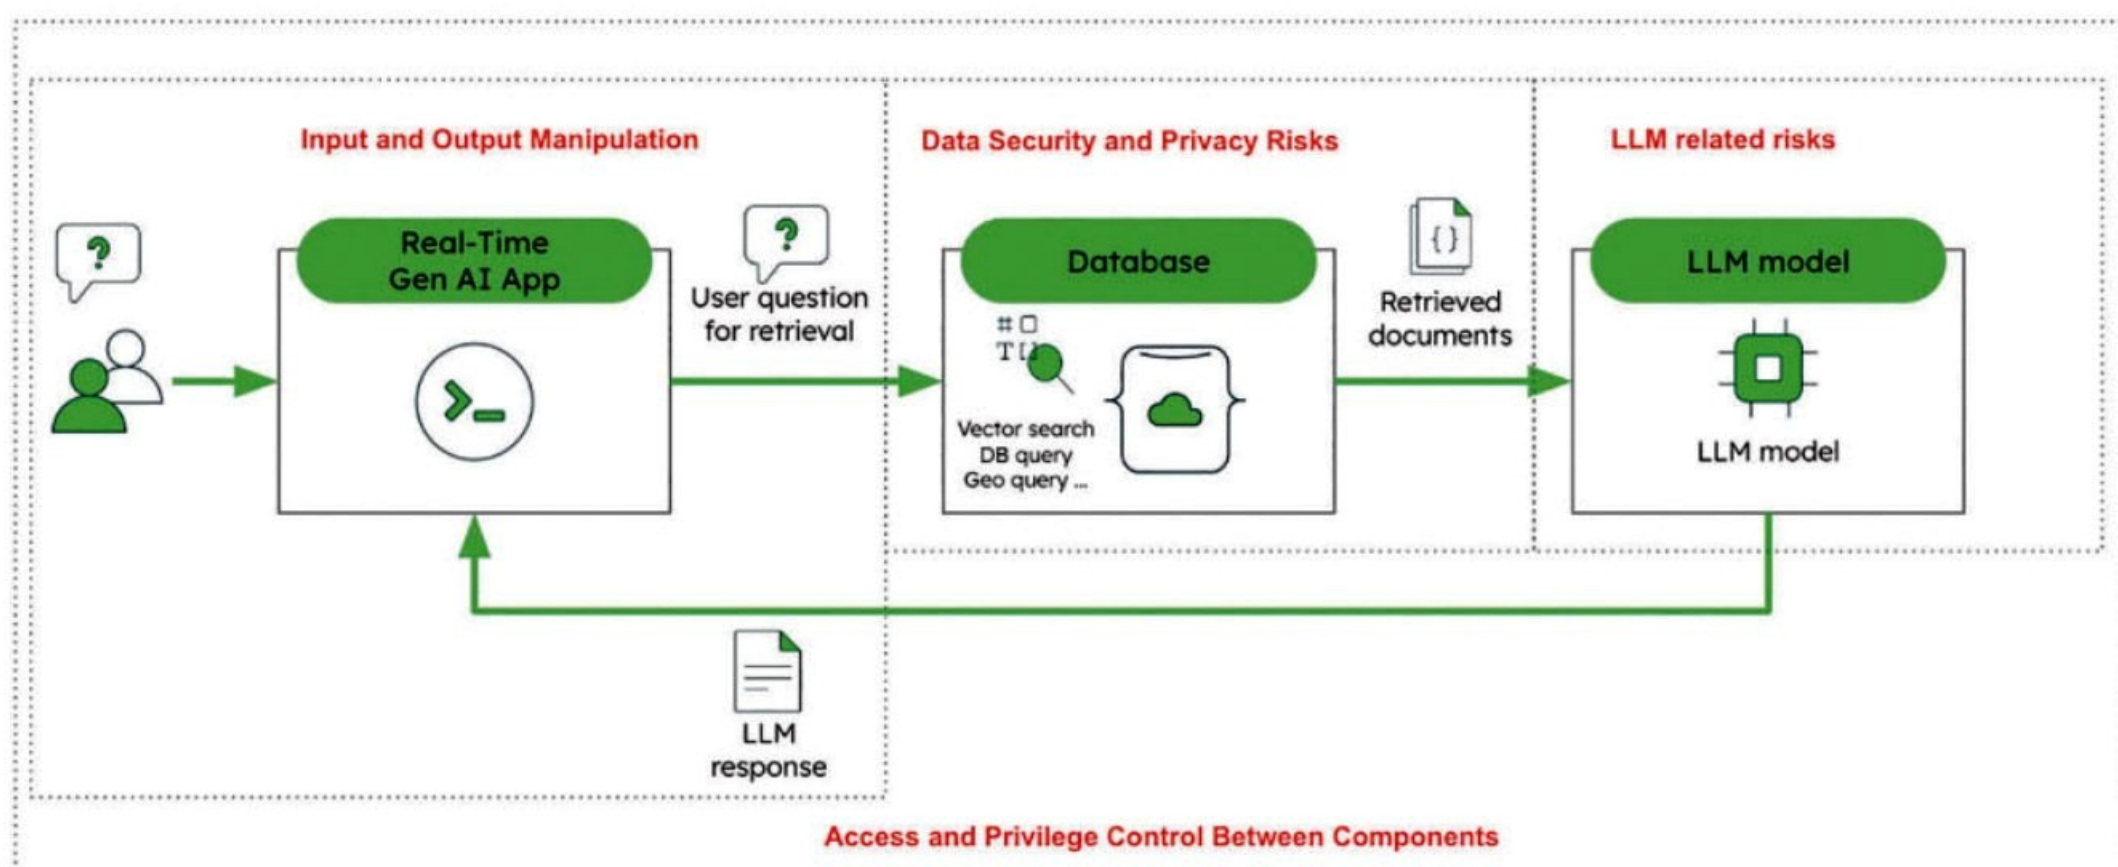 Input and Output Manipulation
Data Security and Privacy Risks
LLM related risks
Real-Time
Gen AI App
User question
for retrieval
Database
# T[]
Vector search
DB query
Geo query ...
{ }
Retrieved
documents
LLM model
LLM model
LLM
response
Access and Privilege Control Between Components